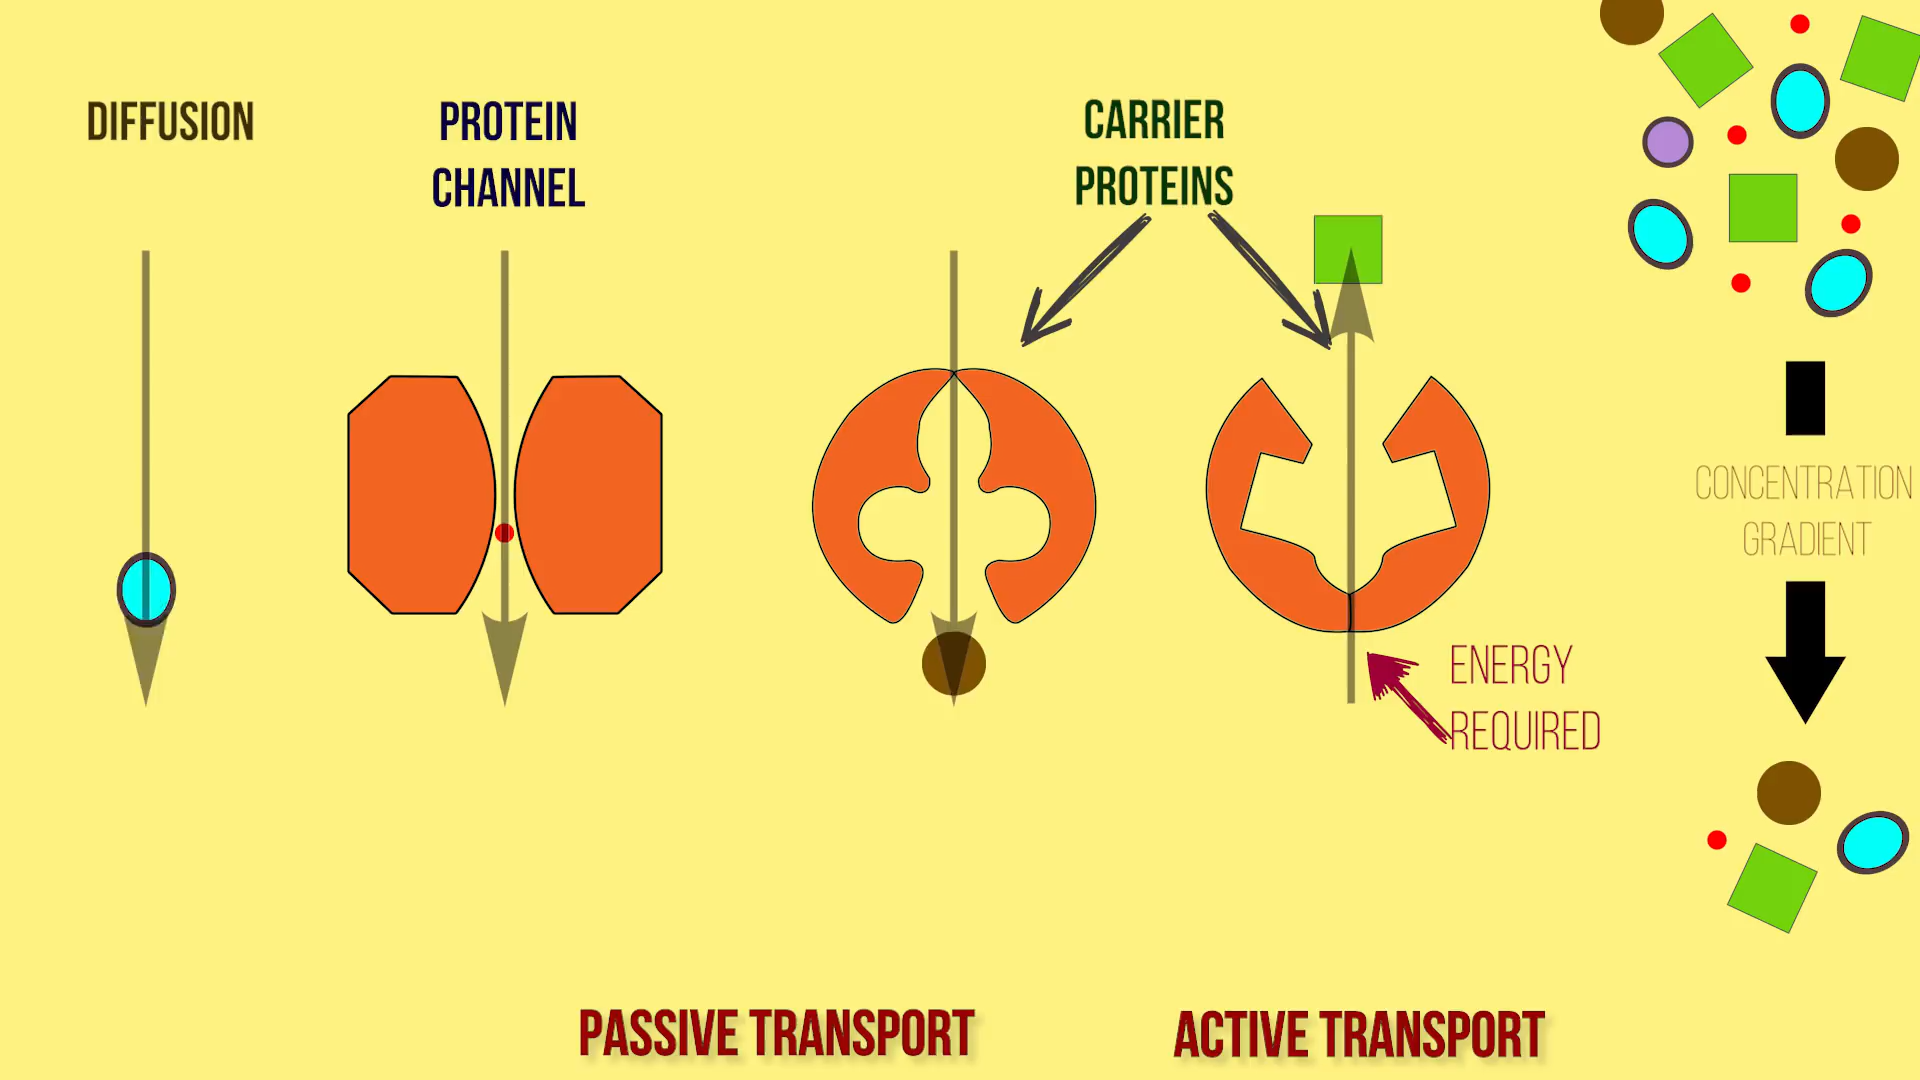 DIFFUSION
PROTEIN
CHANNEL
CARRIER
PROTEINS
CONCENTRATION
GRADIENT
ENERGY
REQUIRED
PASSIVE TRANSPORT
ACTIVE TRANSPORT